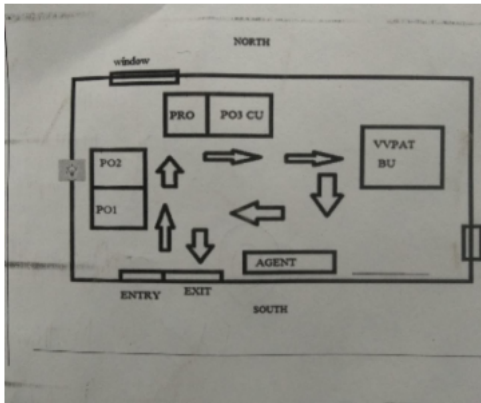 NORTH
window
PRO
PO3 CU
VVPAT
BU
PO2
PO1
AGENT
ENTRY
EXIT
SOUTH